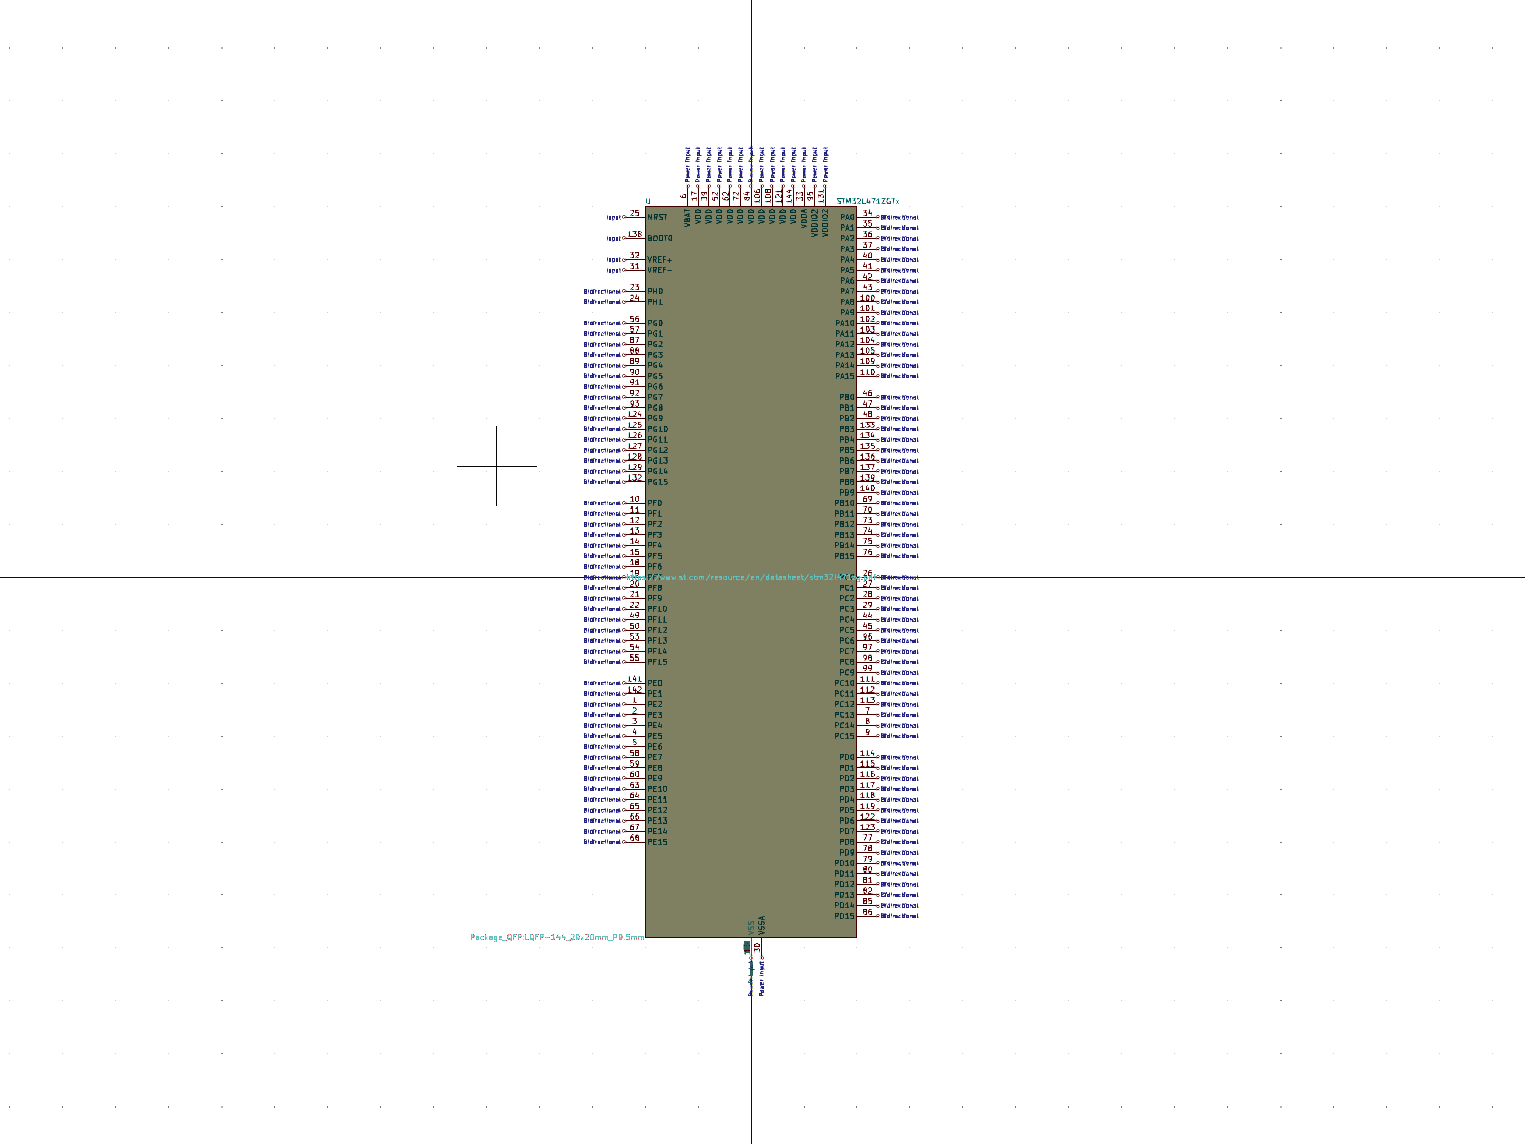 Power Input Power Input Power Input Power Input Power Input Power Input Power Input Power Input Power Input Power Input Power Input Power Input Power Input
6 17 39 52 62 72 84 106 108 121 144 33 95 131
U STM32L471ZGTx
VBAT VDD VDD VDD VDD VDD VDD VDD VDD VDD VDD VDDA VDDIO2 VDDIO2
Input 25 NRST PA0 34 Bidirectional
PA1 35 Bidirectional
Input 138 BOOT0 PA2 36 Bidirectional
PA3 37 Bidirectional
Input 32 VREF+ PA4 40 Bidirectional
Input 31 VREF- PA5 41 Bidirectional
PA6 42 Bidirectional
Bidirectional 23 PH0 PA7 43 Bidirectional
Bidirectional 24 PH1 PA8 100 Bidirectional
PA9 101 Bidirectional
Bidirectional 56 PG0 PA10 102 Bidirectional
Bidirectional 57 PG1 PA11 103 Bidirectional
Bidirectional 87 PG2 PA12 104 Bidirectional
Bidirectional 88 PG3 PA13 105 Bidirectional
Bidirectional 89 PG4 PA14 109 Bidirectional
Bidirectional 90 PG5 PA15 110 Bidirectional
Bidirectional 91 PG6
Bidirectional 92 PG7 PB0 46 Bidirectional
Bidirectional 93 PG8 PB1 47 Bidirectional
Bidirectional 124 PG9 PB2 48 Bidirectional
Bidirectional 125 PG10 PB3 133 Bidirectional
Bidirectional 126 PG11 PB4 134 Bidirectional
Bidirectional 127 PG12 PB5 135 Bidirectional
Bidirectional 128 PG13 PB6 136 Bidirectional
Bidirectional 129 PG14 PB7 137 Bidirectional
Bidirectional 132 PG15 PB8 139 Bidirectional
PB9 140 Bidirectional
Bidirectional 10 PF0 PB10 69 Bidirectional
Bidirectional 11 PF1 PB11 70 Bidirectional
Bidirectional 12 PF2 PB12 73 Bidirectional
Bidirectional 13 PF3 PB13 74 Bidirectional
Bidirectional 14 PF4 PB14 75 Bidirectional
Bidirectional 15 PF5 PB15 76 Bidirectional
Bidirectional 18 PF6
Bidirectional 19 26 Bidirectional
Bidirectional 20 PF8 PC1 27 Bidirectional
Bidirectional 21 PF9 PC2 28 Bidirectional
Bidirectional 22 PF10 PC3 29 Bidirectional
Bidirectional 49 PF11 PC4 44 Bidirectional
Bidirectional 50 PF12 PC5 45 Bidirectional
Bidirectional 53 PF13 PC6 96 Bidirectional
Bidirectional 54 PF14 PC7 97 Bidirectional
Bidirectional 55 PF15 PC8 98 Bidirectional
PC9 99 Bidirectional
Bidirectional 141 PE0 PC10 111 Bidirectional
Bidirectional 142 PE1 PC11 112 Bidirectional
Bidirectional 1 PE2 PC12 113 Bidirectional
Bidirectional 2 PE3 PC13 7 Bidirectional
Bidirectional 3 PE4 PC14 8 Bidirectional
Bidirectional 4 PE5 PC15 9 Bidirectional
Bidirectional 5 PE6
Bidirectional 58 PE7 PD0 114 Bidirectional
Bidirectional 59 PE8 PD1 115 Bidirectional
Bidirectional 60 PE9 PD2 116 Bidirectional
Bidirectional 63 PE10 PD3 117 Bidirectional
Bidirectional 64 PE11 PD4 118 Bidirectional
Bidirectional 65 PE12 PD5 119 Bidirectional
Bidirectional 66 PE13 PD6 122 Bidirectional
Bidirectional 67 PE14 PD7 123 Bidirectional
Bidirectional 68 PE15 PD8 77 Bidirectional
PD9 78 Bidirectional
PD10 79 Bidirectional
PD11 80 Bidirectional
PD12 81 Bidirectional
PD13 82 Bidirectional
PD14 85 Bidirectional
PD15 86 Bidirectional
VSS VSSA
Package_QFP:LQFP-144_20x20mm_P0.5mm
30
Power Input Power Input